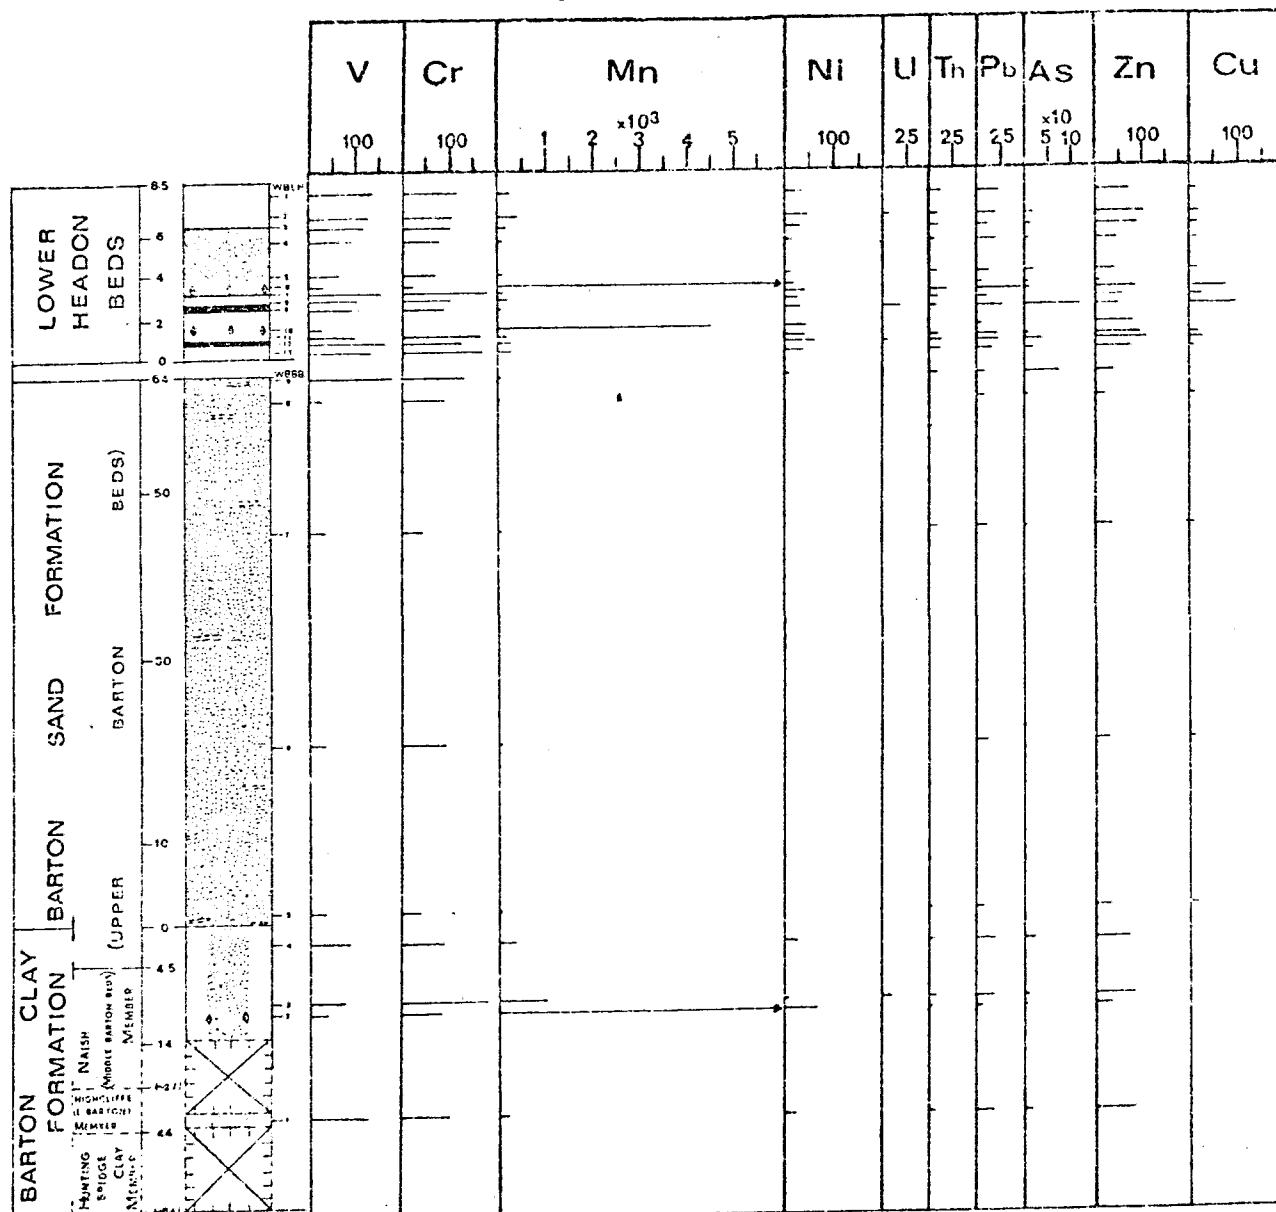 V Cr Mn Ni U Th Pb As Zn Cu
x10³ x10
100 100 1 2 3 4 5 100 25 25 25 5 10 100 100
LOWER
HEADON
BEDS
8·5
6
4
2
0
64
50
30
10
0
4·5
14
44
BARTON SAND FORMATION
(UPPER BARTON BEDS)
BARTON CLAY
FORMATION
NAISH
(MIDDLE BARTON BEDS)
MEMBER
HIGHCLIFFE
MEMBER
HUNTING
BRIDGE
CLAY
MEMBER